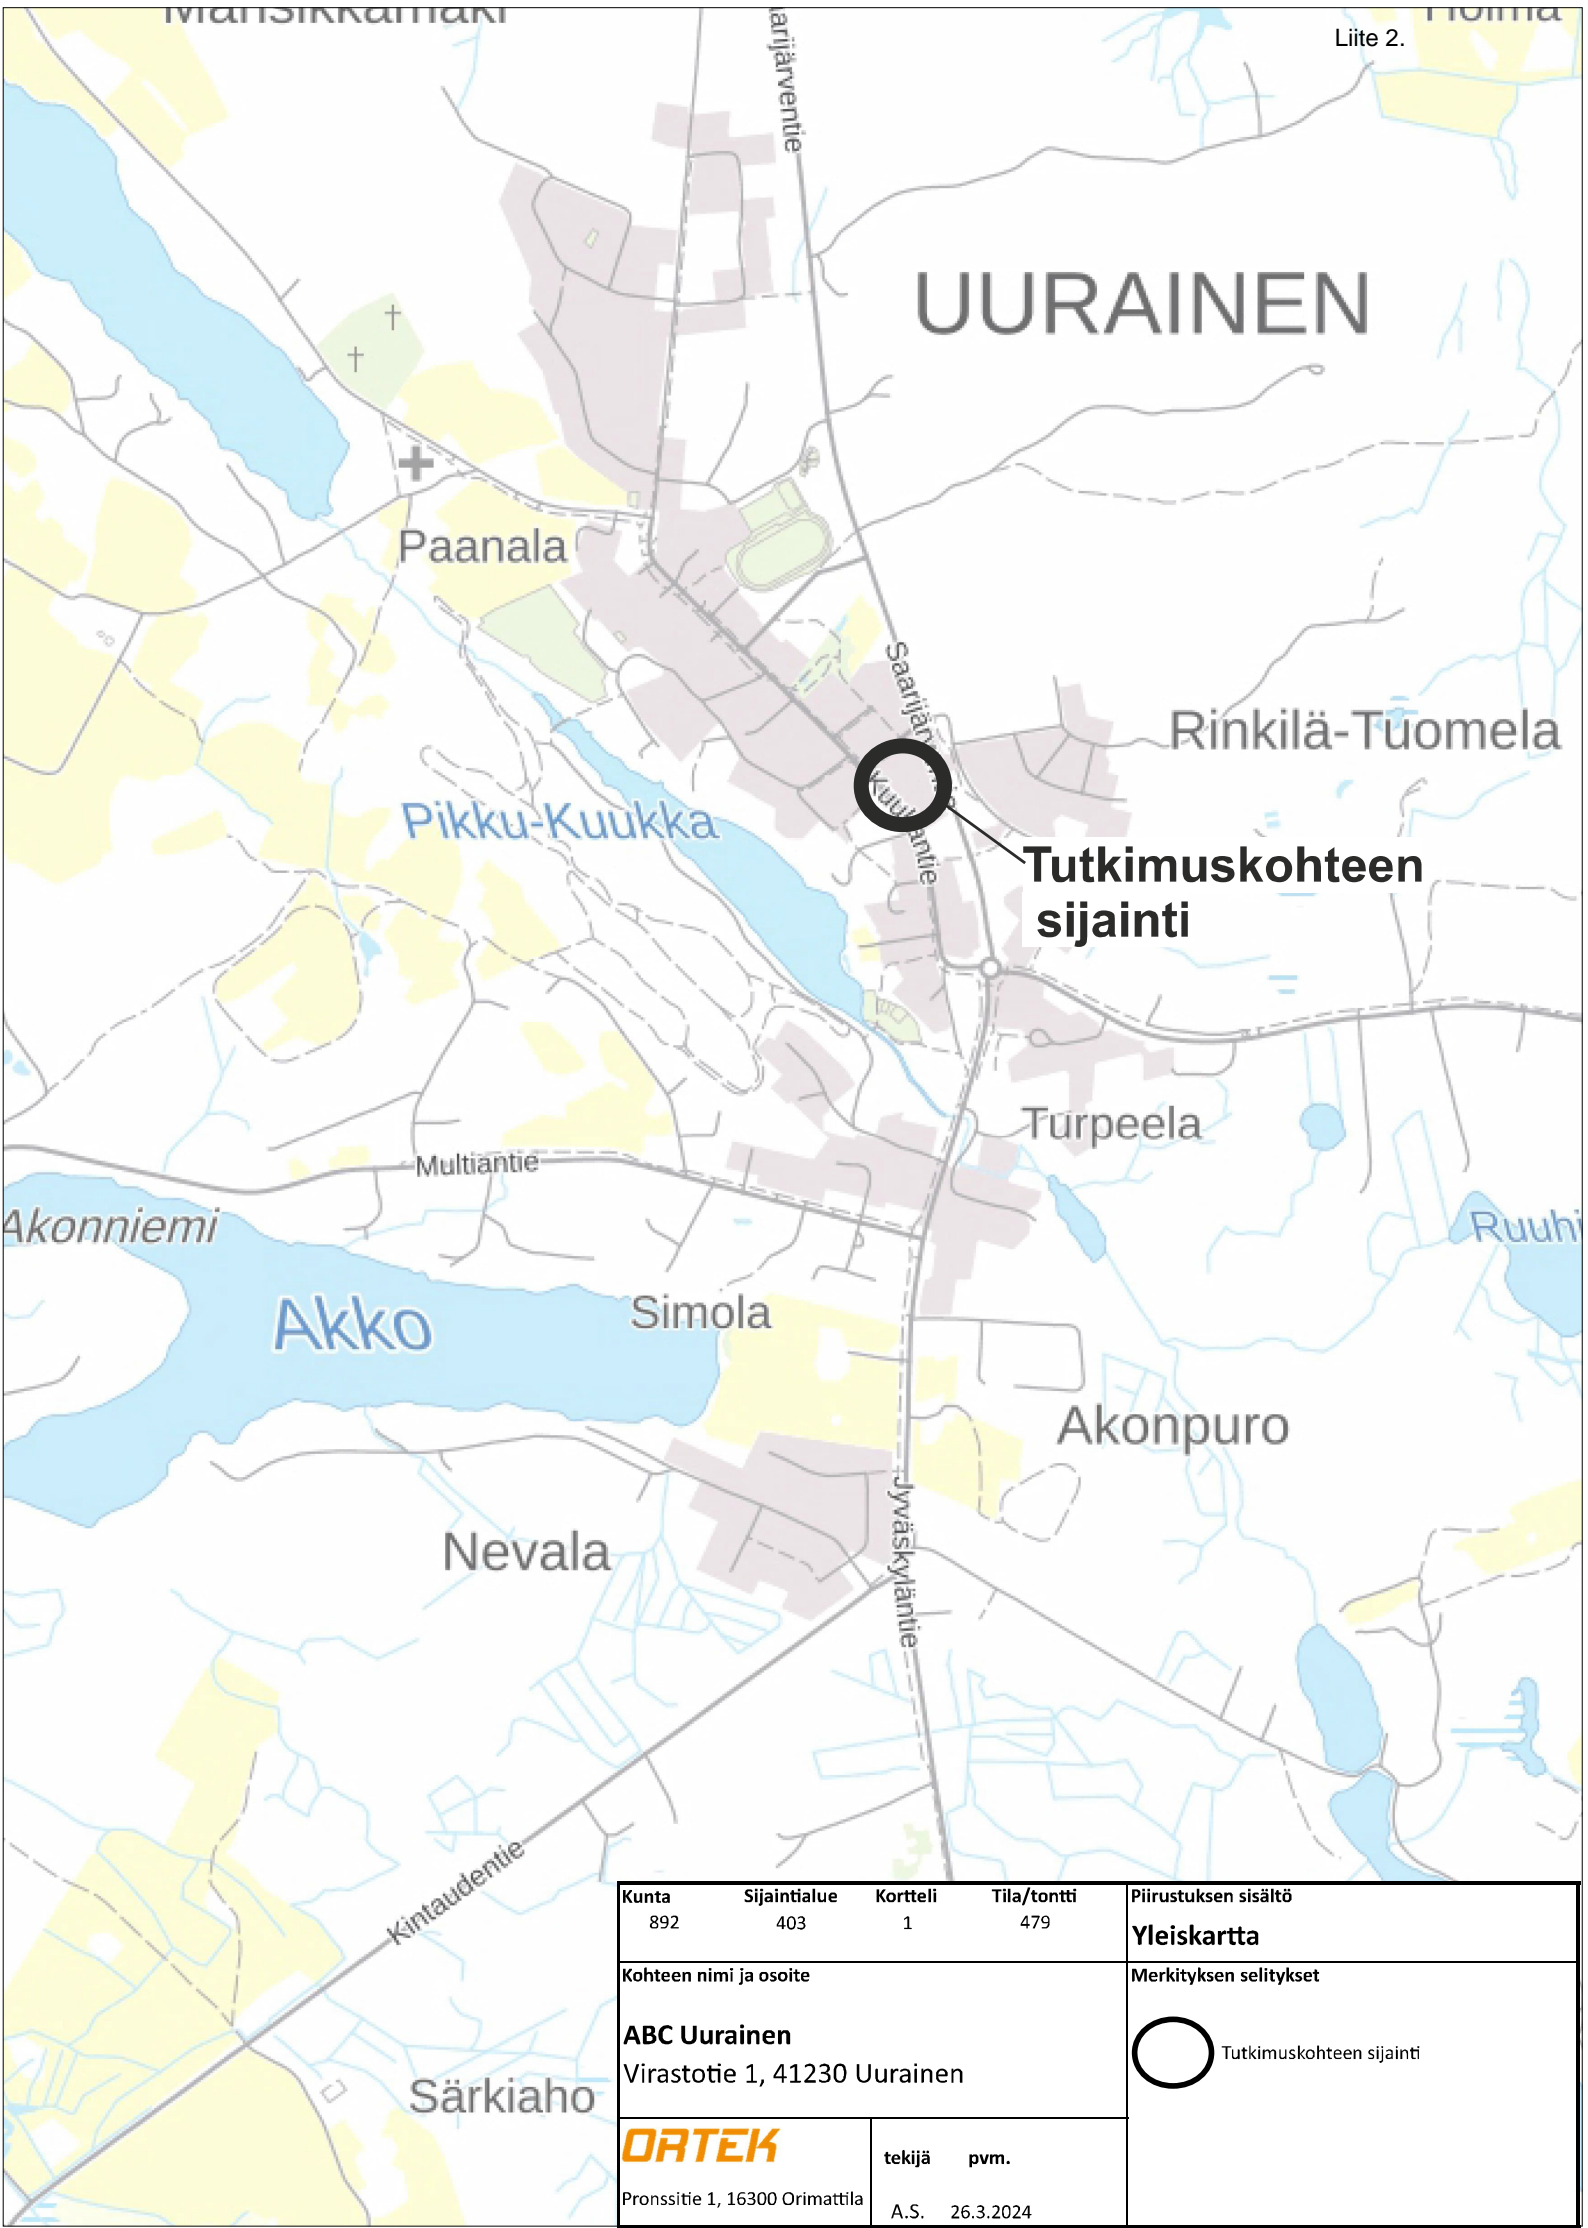 Mansikkamäki
Liite 2.
UURAINEN
Paanala
Rinkilä-Tuomela
Pikku-Kuukka
Tutkimuskohteen
sijainti
Turpeela
Multiantie
Akonniemi
Akko
Simola
Akonpuro
Jyväskyläntie
Nevala
Kintaudentie
Särkiaho
Kunta Sijaintialue Kortteli Tila/tontti
892 403 1 479
Piirustuksen sisältö
Yleiskartta
Kohteen nimi ja osoite
ABC Uurainen
Virastotie 1, 41230 Uurainen
Merkityksen selitykset
Tutkimuskohteen sijainti
ORTEK
Pronssitie 1, 16300 Orimattila
tekijä pvm.
A.S. 26.3.2024